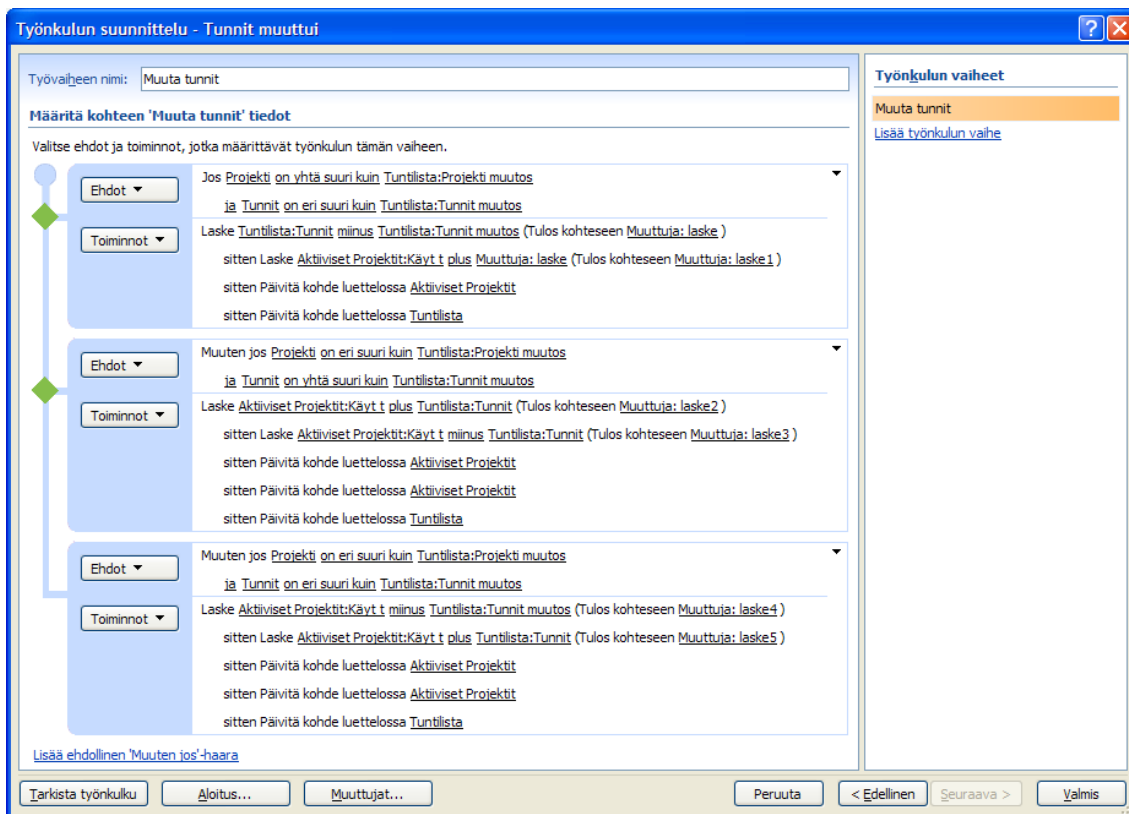 Työnkulun suunnittelu - Tunnit muuttui
Työvaiheen nimi: Muuta tunnit
Määritä kohteen 'Muuta tunnit' tiedot
Valitse ehdot ja toiminnot, jotka määrittävät työnkulun tämän vaiheen.
Ehdot
Jos Projekti on yhtä suuri kuin Tuntilista:Projekti muutos
ja Tunnit on eri suuri kuin Tuntilista:Tunnit muutos
Toiminnot
Laske Tuntilista:Tunnit miinus Tuntilista:Tunnit muutos (Tulos kohteseen Muuttuja: laske )
sitten Laske Aktiiviset Projektit:Käyt t plus Muuttuja: laske (Tulos kohteseen Muuttuja: laske1 )
sitten Päivitä kohde luettelossa Aktiiviset Projektit
sitten Päivitä kohde luettelossa Tuntilista
Ehdot
Muuten jos Projekti on eri suuri kuin Tuntilista:Projekti muutos
ja Tunnit on yhtä suuri kuin Tuntilista:Tunnit muutos
Toiminnot
Laske Aktiiviset Projektit:Käyt t plus Tuntilista:Tunnit (Tulos kohteseen Muuttuja: laske2 )
sitten Laske Aktiiviset Projektit:Käyt t miinus Tuntilista:Tunnit (Tulos kohteseen Muuttuja: laske3 )
sitten Päivitä kohde luettelossa Aktiiviset Projektit
sitten Päivitä kohde luettelossa Aktiiviset Projektit
sitten Päivitä kohde luettelossa Tuntilista
Ehdot
Muuten jos Projekti on eri suuri kuin Tuntilista:Projekti muutos
ja Tunnit on eri suuri kuin Tuntilista:Tunnit muutos
Toiminnot
Laske Aktiiviset Projektit:Käyt t miinus Tuntilista:Tunnit muutos (Tulos kohteseen Muuttuja: laske4 )
sitten Laske Aktiiviset Projektit:Käyt t plus Tuntilista:Tunnit (Tulos kohteseen Muuttuja: laske5 )
sitten Päivitä kohde luettelossa Aktiiviset Projektit
sitten Päivitä kohde luettelossa Aktiiviset Projektit
sitten Päivitä kohde luettelossa Tuntilista
Lisää ehdollinen 'Muuten jos'-haara
Työnkulun vaiheet
Muuta tunnit
Lisää työnkulun vaihe
Tarkista työnkulku
Aloitus...
Muuttujat...
Peruuta
< Edellinen
Seuraava >
Valmis